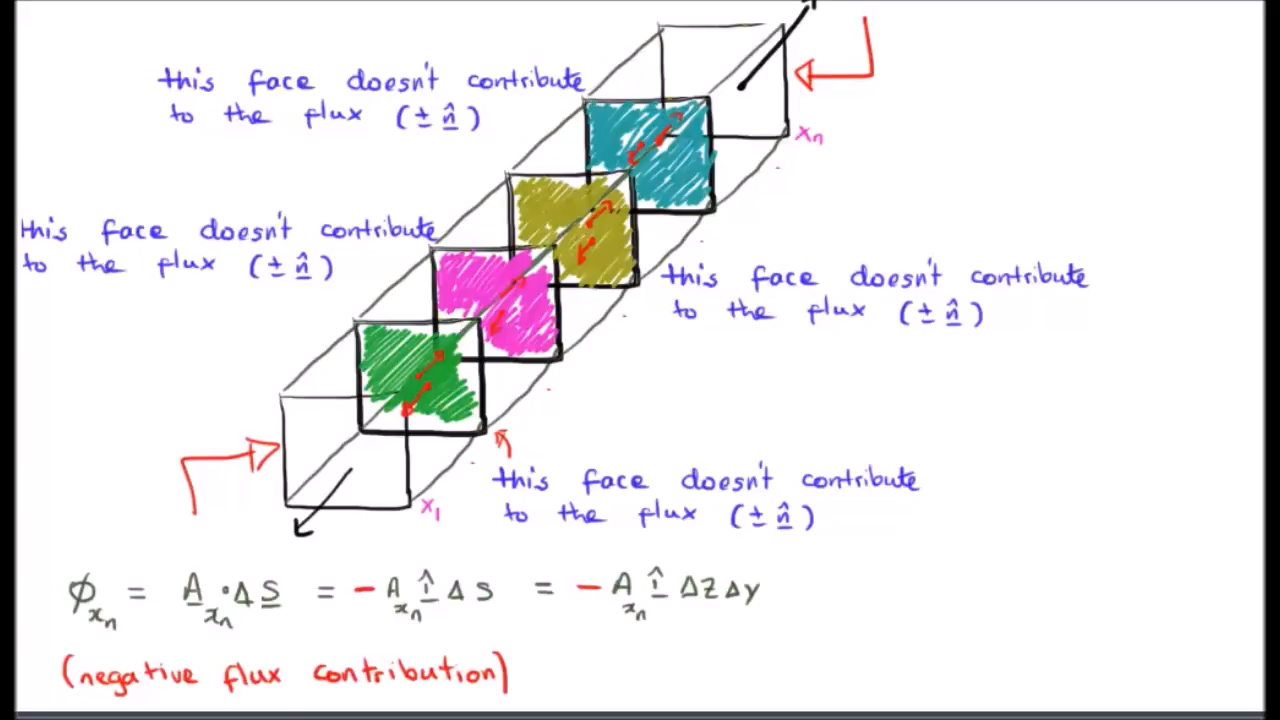 this face doesn't contribute
to the flux (± n̂)
xn
this face doesn't contribute
to the flux (± n̂)
this face doesn't contribute
to the flux (± n̂)
this face doesn't contribute
to the flux (± n̂)
x1
ϕxn = Axn · ΔS = - Axn î ΔS = - Axn î ΔZ Δy
(negative flux contribution)